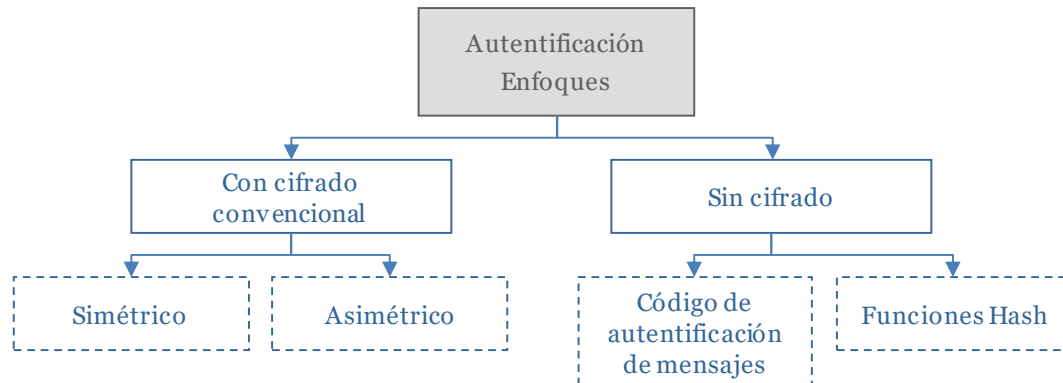 Autentificación
Enfoques
Con cifrado
convencional
Sin cifrado
Simétrico
Asimétrico
Código de
autentificación
de mensajes
Funciones Hash